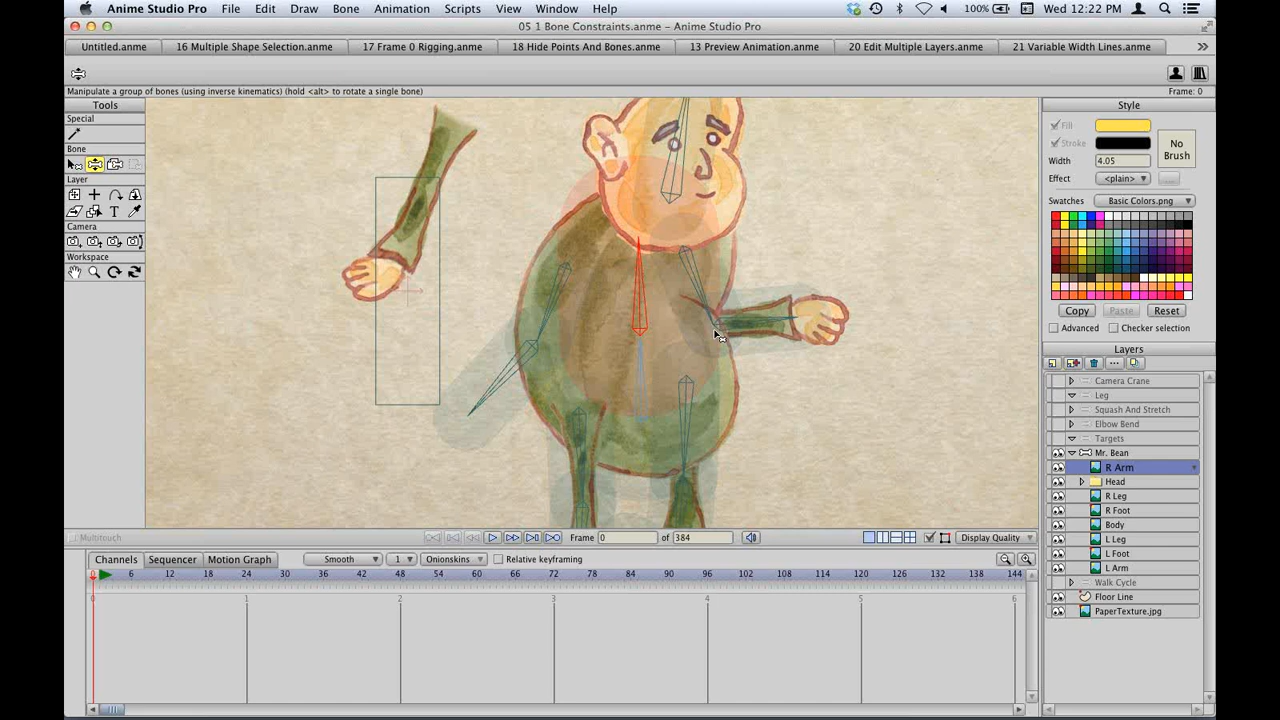 Anime Studio Pro File Edit Draw Bone Animation Scripts View Window Help 100% Wed 12:22 PM
05 1 Bone Constraints.anme - Anime Studio Pro
Untitled.anme 16 Multiple Shape Selection.anme 17 Frame 0 Rigging.anme 18 Hide Points And Bones.anme 13 Preview Animation.anme 20 Edit Multiple Layers.anme 21 Variable Width Lines.anme »
Manipulate a group of bones (using inverse kinematics) (hold <alt> to rotate a single bone) Frame: 0
Tools
Special
Bone
Layer
T
Camera
Workspace
Style
Fill
Stroke
Width 4.05
No Brush
Effect <plain> ...
Swatches Basic Colors.png
Copy Paste Reset
Advanced Checker selection
Layers
Camera Crane
Leg
Squash And Stretch
Elbow Bend
Targets
Mr. Bean
R Arm
Head
R Leg
R Foot
Body
L Leg
L Foot
L Arm
Walk Cycle
Floor Line
PaperTexture.jpg
Multitouch Frame 0 of 384 Display Quality
Channels Sequencer Motion Graph Smooth 1 Onionskins Relative keyframing
0 6 12 18 24 30 36 42 48 54 60 66 72 78 84 90 96 102 108 114 120 126 132 138 144
0 1 2 3 4 5 6